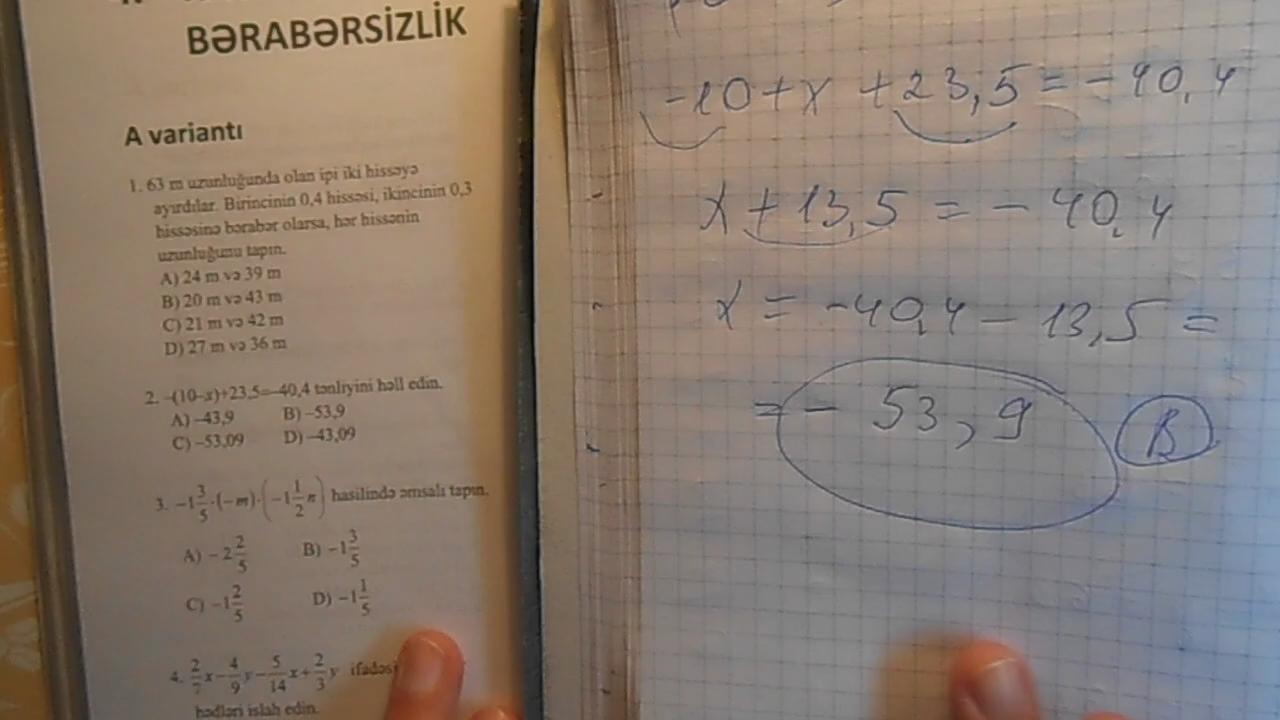 BƏRABƏRSİZLİK
A variantı
1. 63 m uzunluğunda olan ipi iki hissəyə
ayırdılar. Birincinin 0,4 hissəsi, ikincinin 0,3
hissəsinə bərabər olarsa, hər hissənin
uzunluğunu tapın.
A) 24 m və 39 m
B) 20 m və 43 m
C) 21 m və 42 m
D) 27 m və 36 m
2. -(10-x)+23,5=-40,4 tənliyini həll edin.
A) -43,9 B) -53,9
C) -53,09 D) -43,09
3. -1 3/5 ·(-m)·(-1 1/2 n) hasilində əmsalı tapın.
A) -2 2/5 B) -1 3/5
C) -1 2/5 D) -1 1/5
4. 2/7 x - 4/9 y - 5/14 x + 2/3 y
hədləri islah edin.
-10+x+23,5=-40,4
x+13,5=-40,4
x=-40,4-13,5=
=-53,9 B